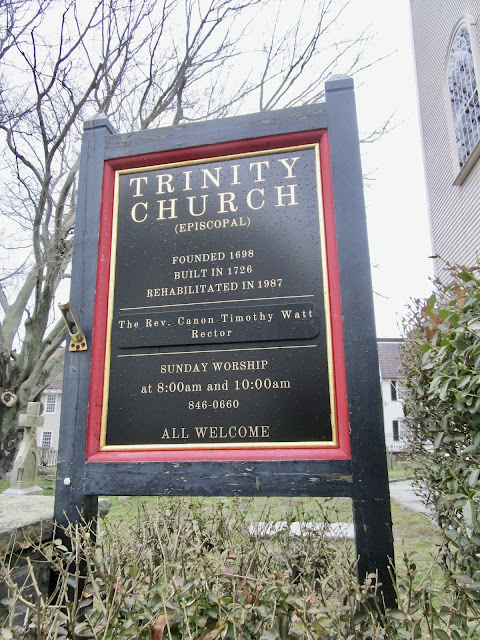 TRINITY
CHURCH
(EPISCOPAL)
FOUNDED 1698
BUILT IN 1726
REHABILITATED IN 1987
The Rev. Canon Timothy Watt
Rector
SUNDAY WORSHIP
at 8:00am and 10:00am
846-0660
ALL WELCOME